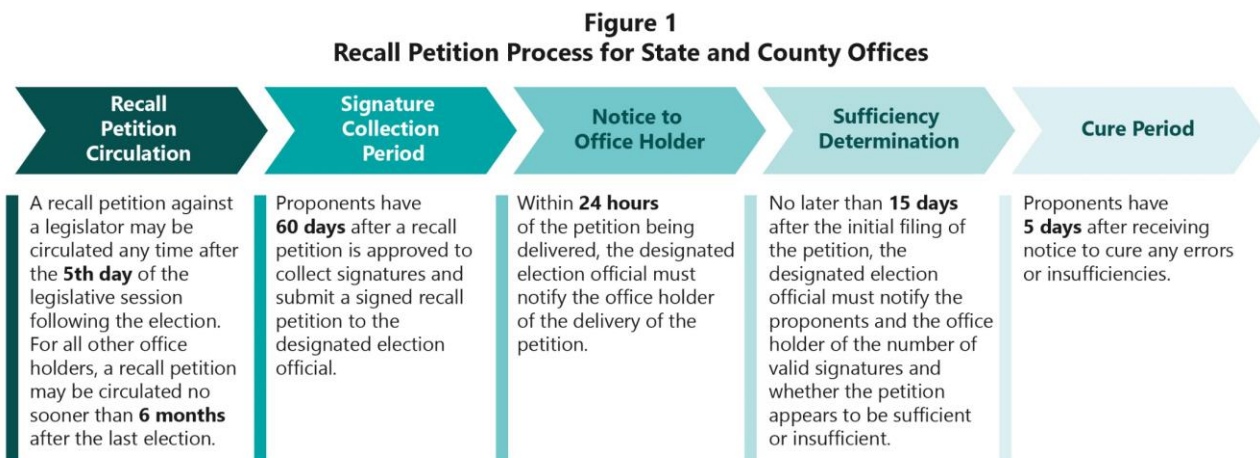 Figure 1
Recall Petition Process for State and County Offices
Recall
Petition
Circulation
Signature
Collection
Period
Notice to
Office Holder
Sufficiency
Determination
Cure Period
A recall petition against
a legislator may be
circulated any time after
the 5th day of the
legislative session
following the election.
For all other office
holders, a recall petition
may be circulated no
sooner than 6 months
after the last election.
Proponents have
60 days after a recall
petition is approved to
collect signatures and
submit a signed recall
petition to the
designated election
official.
Within 24 hours
of the petition being
delivered, the designated
election official must
notify the office holder
of the delivery of the
petition.
No later than 15 days
after the initial filing of
the petition, the
designated election
official must notify the
proponents and the office
holder of the number of
valid signatures and
whether the petition
appears to be sufficient
or insufficient.
Proponents have
5 days after receiving
notice to cure any errors
or insufficiencies.